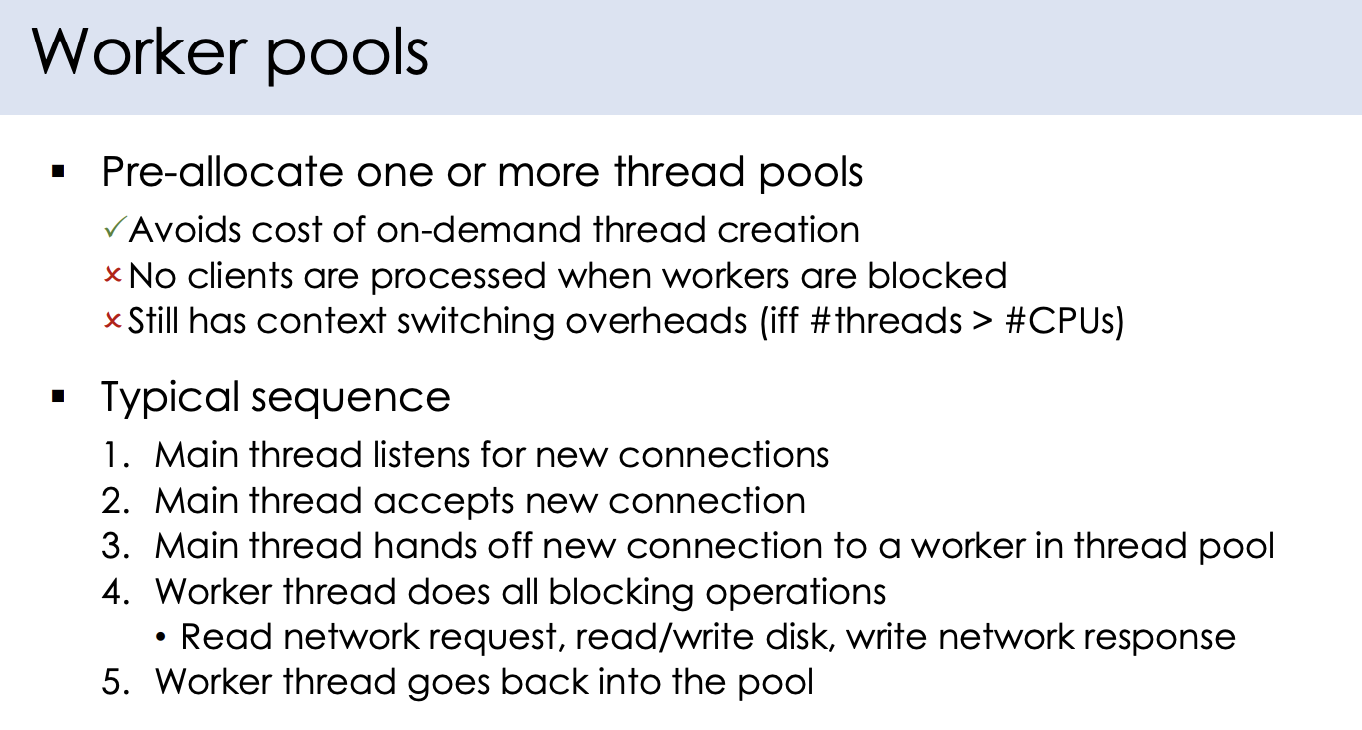 Worker pools
▪ Pre-allocate one or more thread pools
✓Avoids cost of on-demand thread creation
×No clients are processed when workers are blocked
×Still has context switching overheads (iff #threads > #CPUs)
▪ Typical sequence
1. Main thread listens for new connections
2. Main thread accepts new connection
3. Main thread hands off new connection to a worker in thread pool
4. Worker thread does all blocking operations
• Read network request, read/write disk, write network response
5. Worker thread goes back into the pool